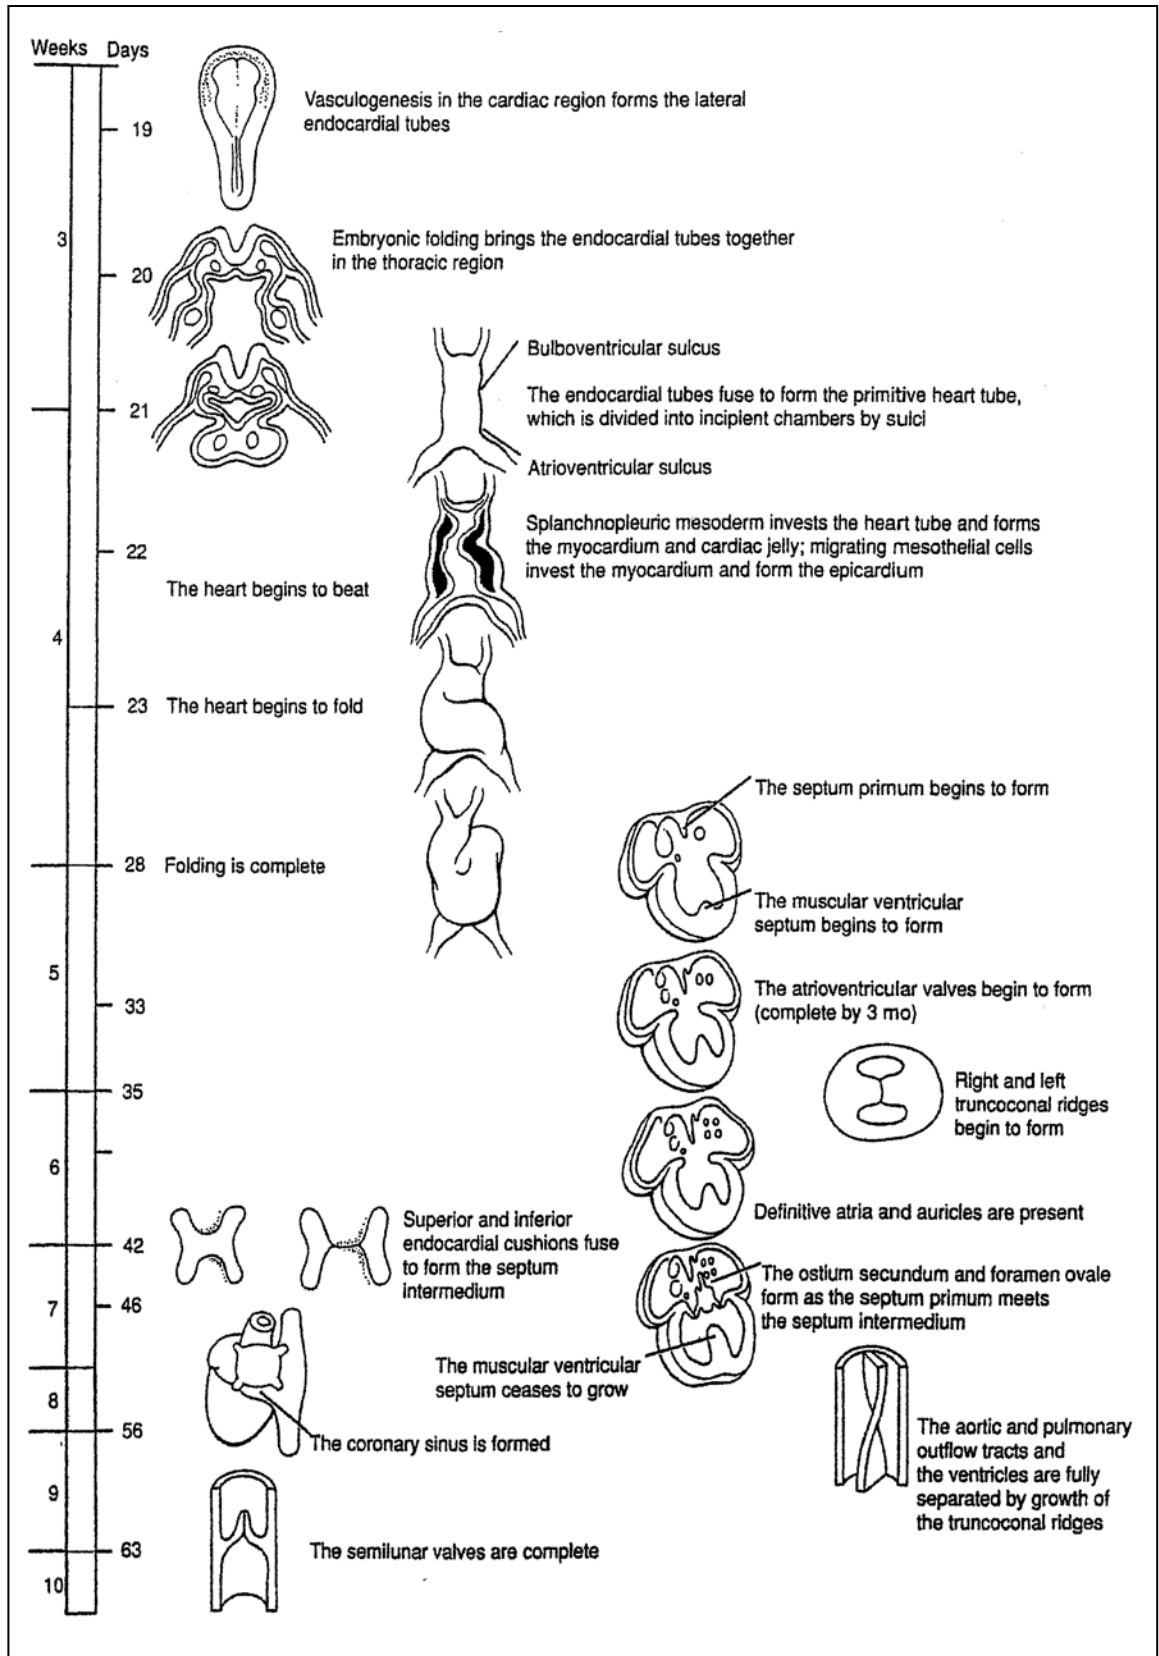 Weeks Days
Vasculogenesis in the cardiac region forms the lateral
endocardial tubes
19
3
Embryonic folding brings the endocardial tubes together
in the thoracic region
20
Bulboventricular sulcus
The endocardial tubes fuse to form the primitive heart tube,
which is divided into incipient chambers by sulci
21
Atrioventricular sulcus
Splanchnopleuric mesoderm invests the heart tube and forms
the myocardium and cardiac jelly; migrating mesothelial cells
invest the myocardium and form the epicardium
22
The heart begins to beat
4
23 The heart begins to fold
The septum primum begins to form
28 Folding is complete
The muscular ventricular
septum begins to form
5
The atrioventricular valves begin to form
(complete by 3 mo)
33
35
Right and left
truncoconal ridges
begin to form
6
Definitive atria and auricles are present
Superior and inferior
endocardial cushions fuse
to form the septum
intermedium
42
The ostium secundum and foramen ovale
form as the septum primum meets
the septum intermedium
7
46
The muscular ventricular
septum ceases to grow
8
56
The coronary sinus is formed
The aortic and pulmonary
outflow tracts and
the ventricles are fully
separated by growth of
the truncoconal ridges
9
63
The semilunar valves are complete
10